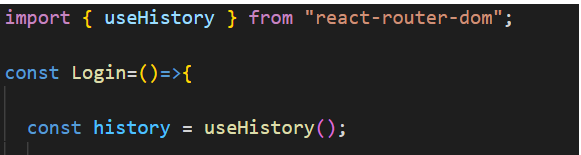 import { useHistory } from "react-router-dom";
const Login=()=>{
const history = useHistory();